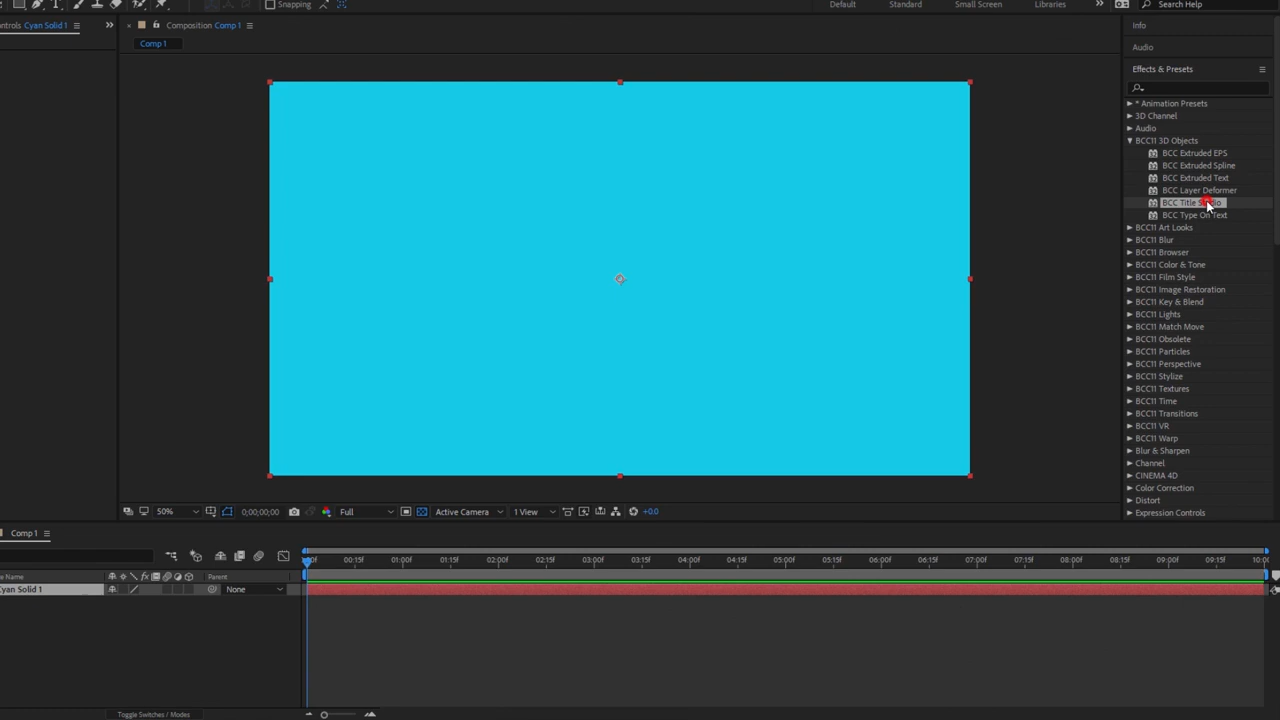 Snapping
Default
Standard
Small Screen
Libraries
Search Help
ontrols Cyan Solid 1
Composition Comp 1
Comp 1
Info
Audio
Effects & Presets
* Animation Presets
3D Channel
Audio
BCC11 3D Objects
BCC Extruded EPS
BCC Extruded Spline
BCC Extruded Text
BCC Layer Deformer
BCC Title
BCC Type On Text
BCC11 Art Looks
BCC11 Blur
BCC11 Browser
BCC11 Color & Tone
BCC11 Film Style
BCC11 Image Restoration
BCC11 Key & Blend
BCC11 Lights
BCC11 Match Move
BCC11 Obsolete
BCC11 Particles
BCC11 Perspective
BCC11 Stylize
BCC11 Textures
BCC11 Time
BCC11 Transitions
BCC11 VR
BCC11 Warp
Blur & Sharpen
Channel
CINEMA 4D
Color Correction
Distort
Expression Controls
50%
0;00;00;00
Full
Active Camera
1 View
+0.0
Comp 1
00:15f 01:00f 01:15f 02:00f 02:15f 03:00f 03:15f 04:00f 04:15f 05:00f 05:15f 06:00f 06:15f 07:00f 07:15f 08:00f 08:15f 09:00f 09:15f 10:00
ce Name
Parent
Cyan Solid 1
None
Toggle Switches / Modes